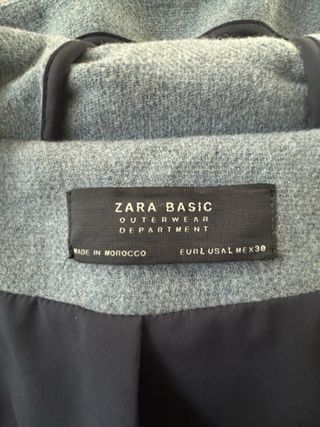 ZARA BASIC
OUTERWEAR
DEPARTMENT
MADE IN MOROCCO EUR L USA L MEX 30